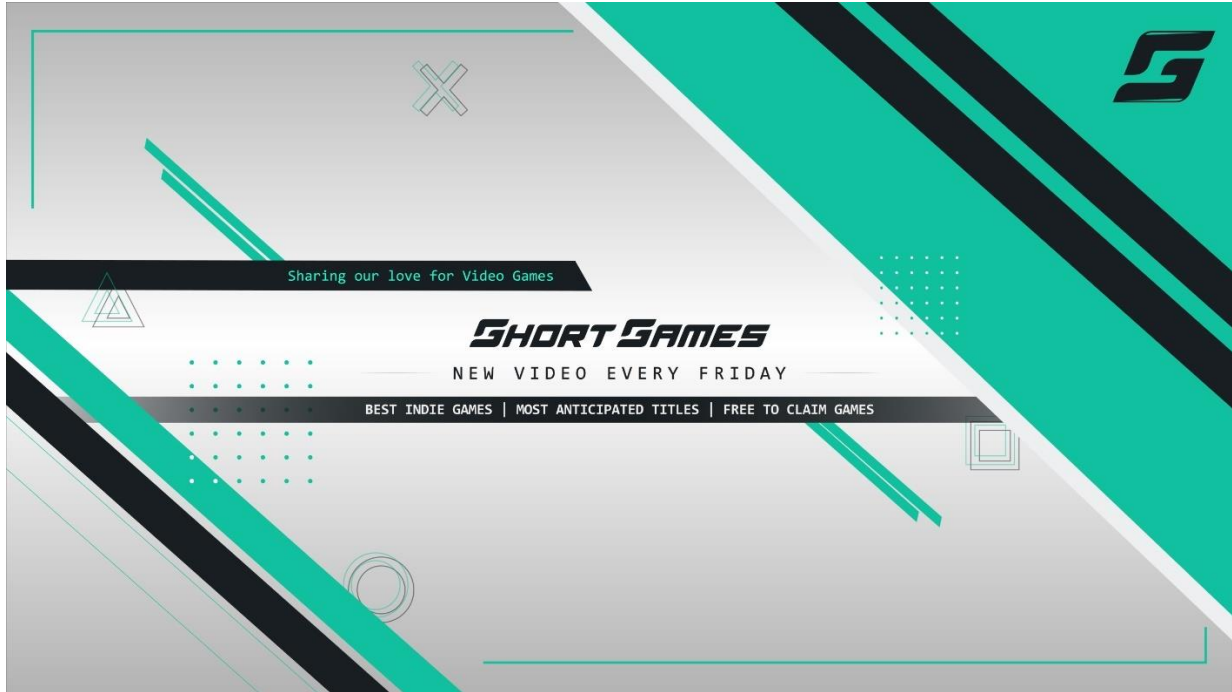 Sharing our love for Video Games
SHORT GAMES
NEW VIDEO EVERY FRIDAY
BEST INDIE GAMES | MOST ANTICIPATED TITLES | FREE TO CLAIM GAMES